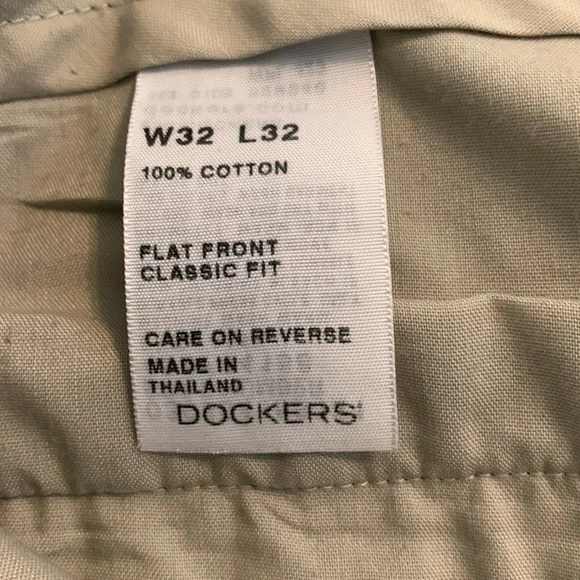 W32 L32
100% COTTON
FLAT FRONT
CLASSIC FIT
CARE ON REVERSE
MADE IN
THAILAND
DOCKERS®